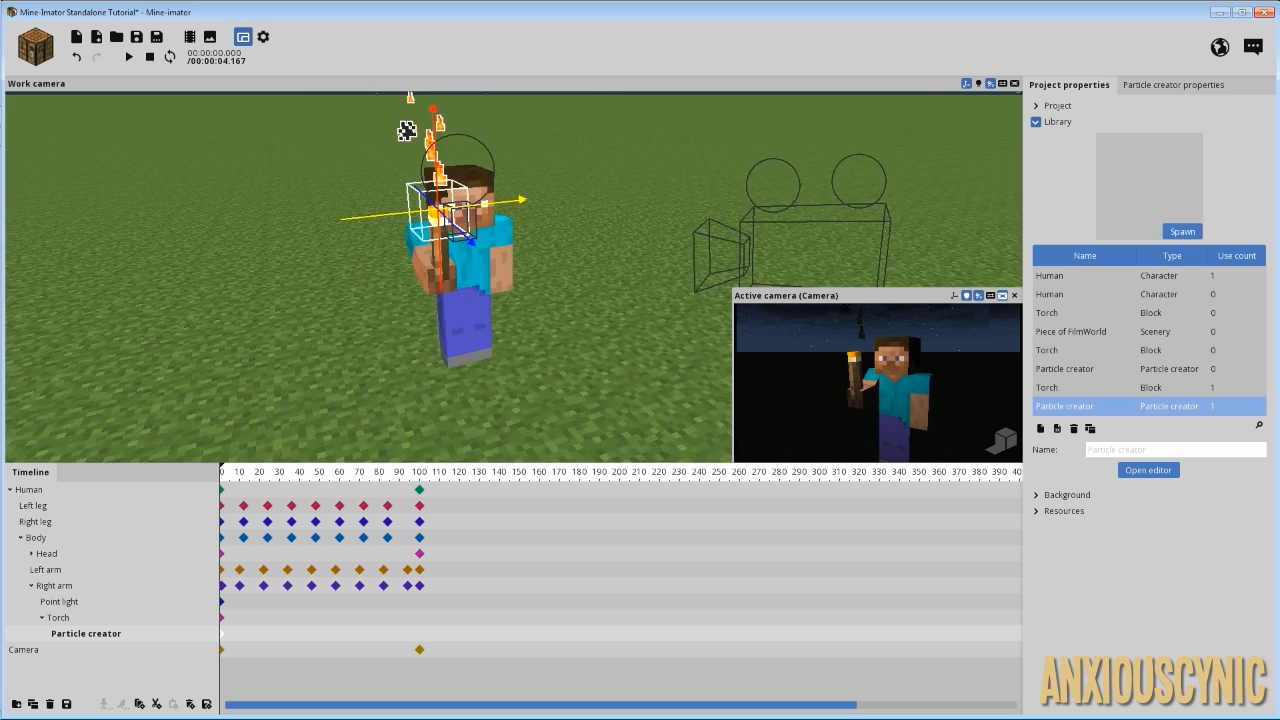 Mine-Imator Standalone Tutorial* - Mine-imator
00:00:00.000
/00:00:04.167
Work camera
Project properties
Particle creator properties
Project
Library
Spawn
Name Type Use count
Human Character 1
Human Character 0
Torch Block 0
Piece of FilmWorld Scenery 0
Torch Block 0
Particle creator Particle creator 0
Torch Block 1
Particle creator Particle creator 1
Name: Particle creator
Open editor
Background
Resources
Active camera (Camera)
Timeline
0 10 20 30 40 50 60 70 80 90 100 110 120 130 140 150 160 170 180 190 200 210 220 230 240 250 260 270 280 290 300 310 320 330 340 350 360 370 380 390 40
Human
Left leg
Right leg
Body
Head
Left arm
Right arm
Point light
Torch
Particle creator
Camera
ANXIOUSCYNIC